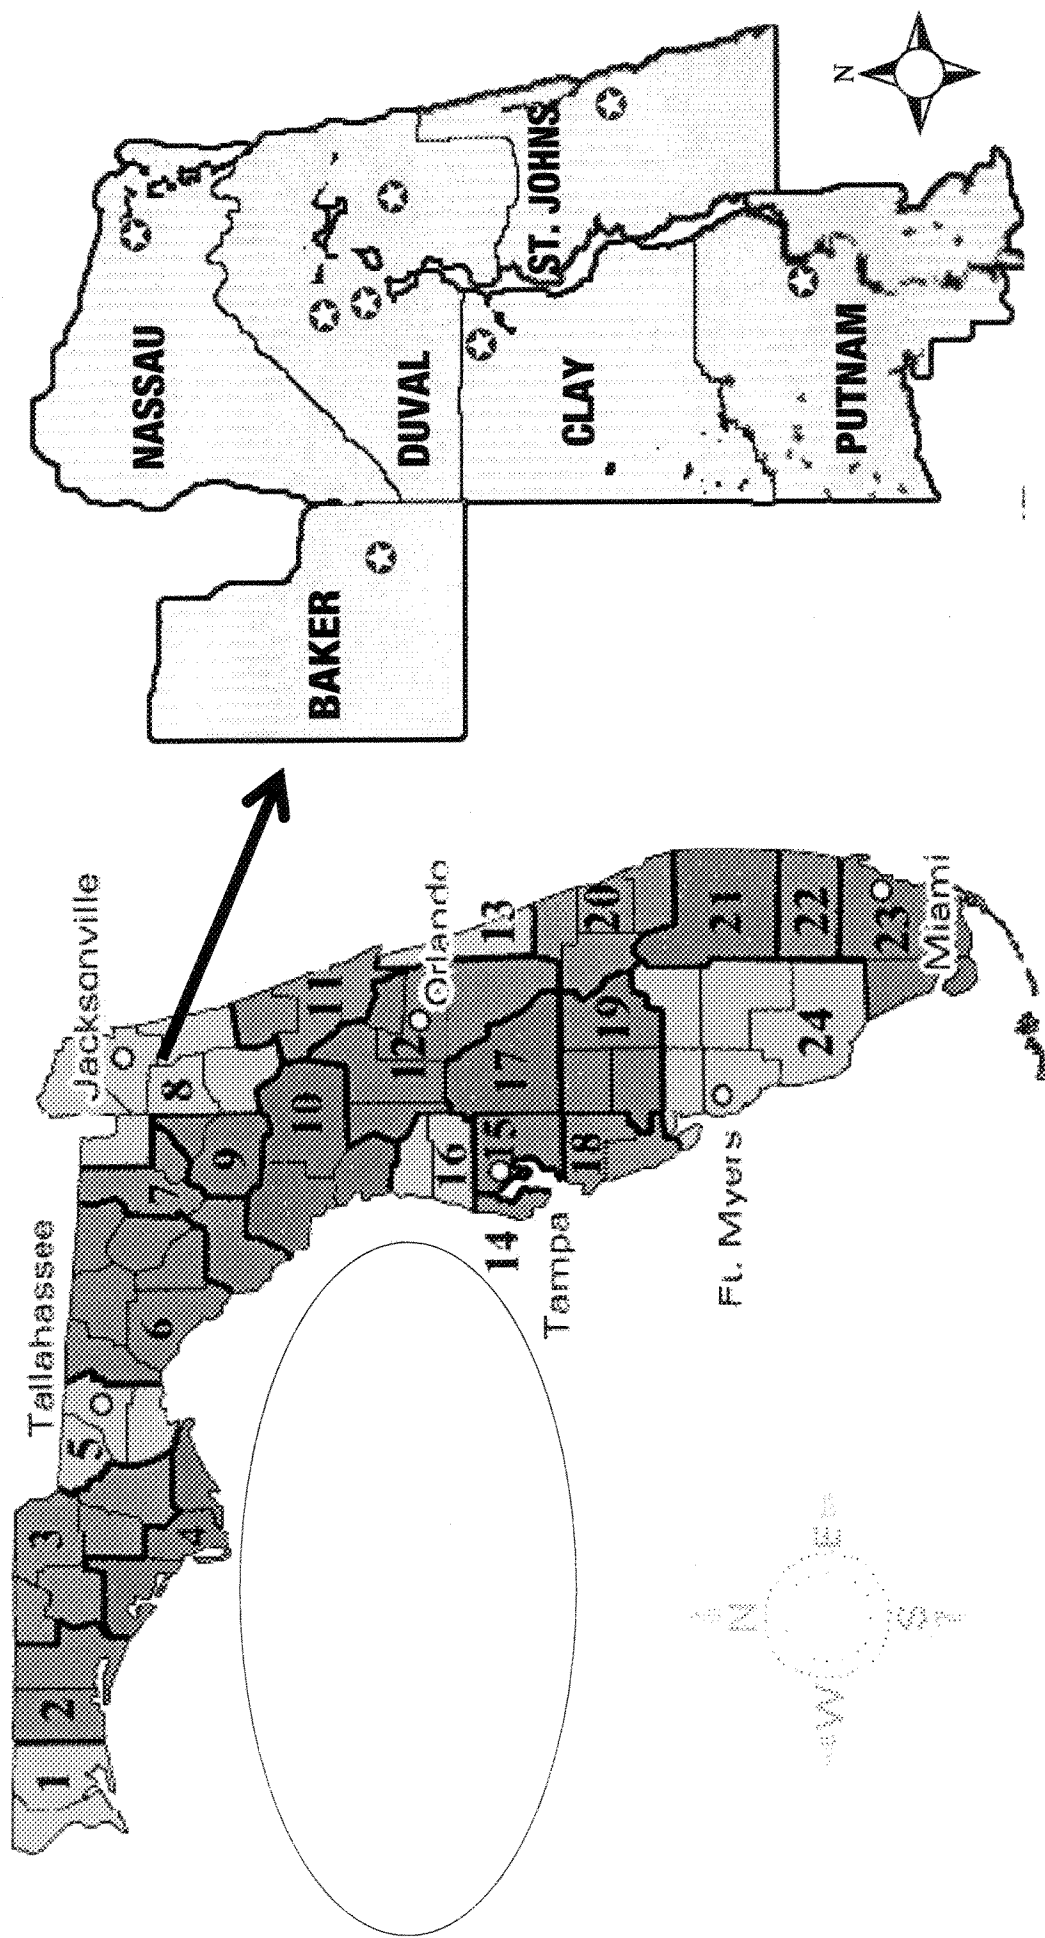 Tallahassee
Jacksonville
1
2
3
4
5
6
7
8
9
10
11
12
Orlando
13
14
15
16
17
18
19
20
21
22
23
24
Tampa
Ft. Myers
Miami
N
W
E
S
NASSAU
BAKER
DUVAL
ST. JOHNS
CLAY
PUTNAM
N